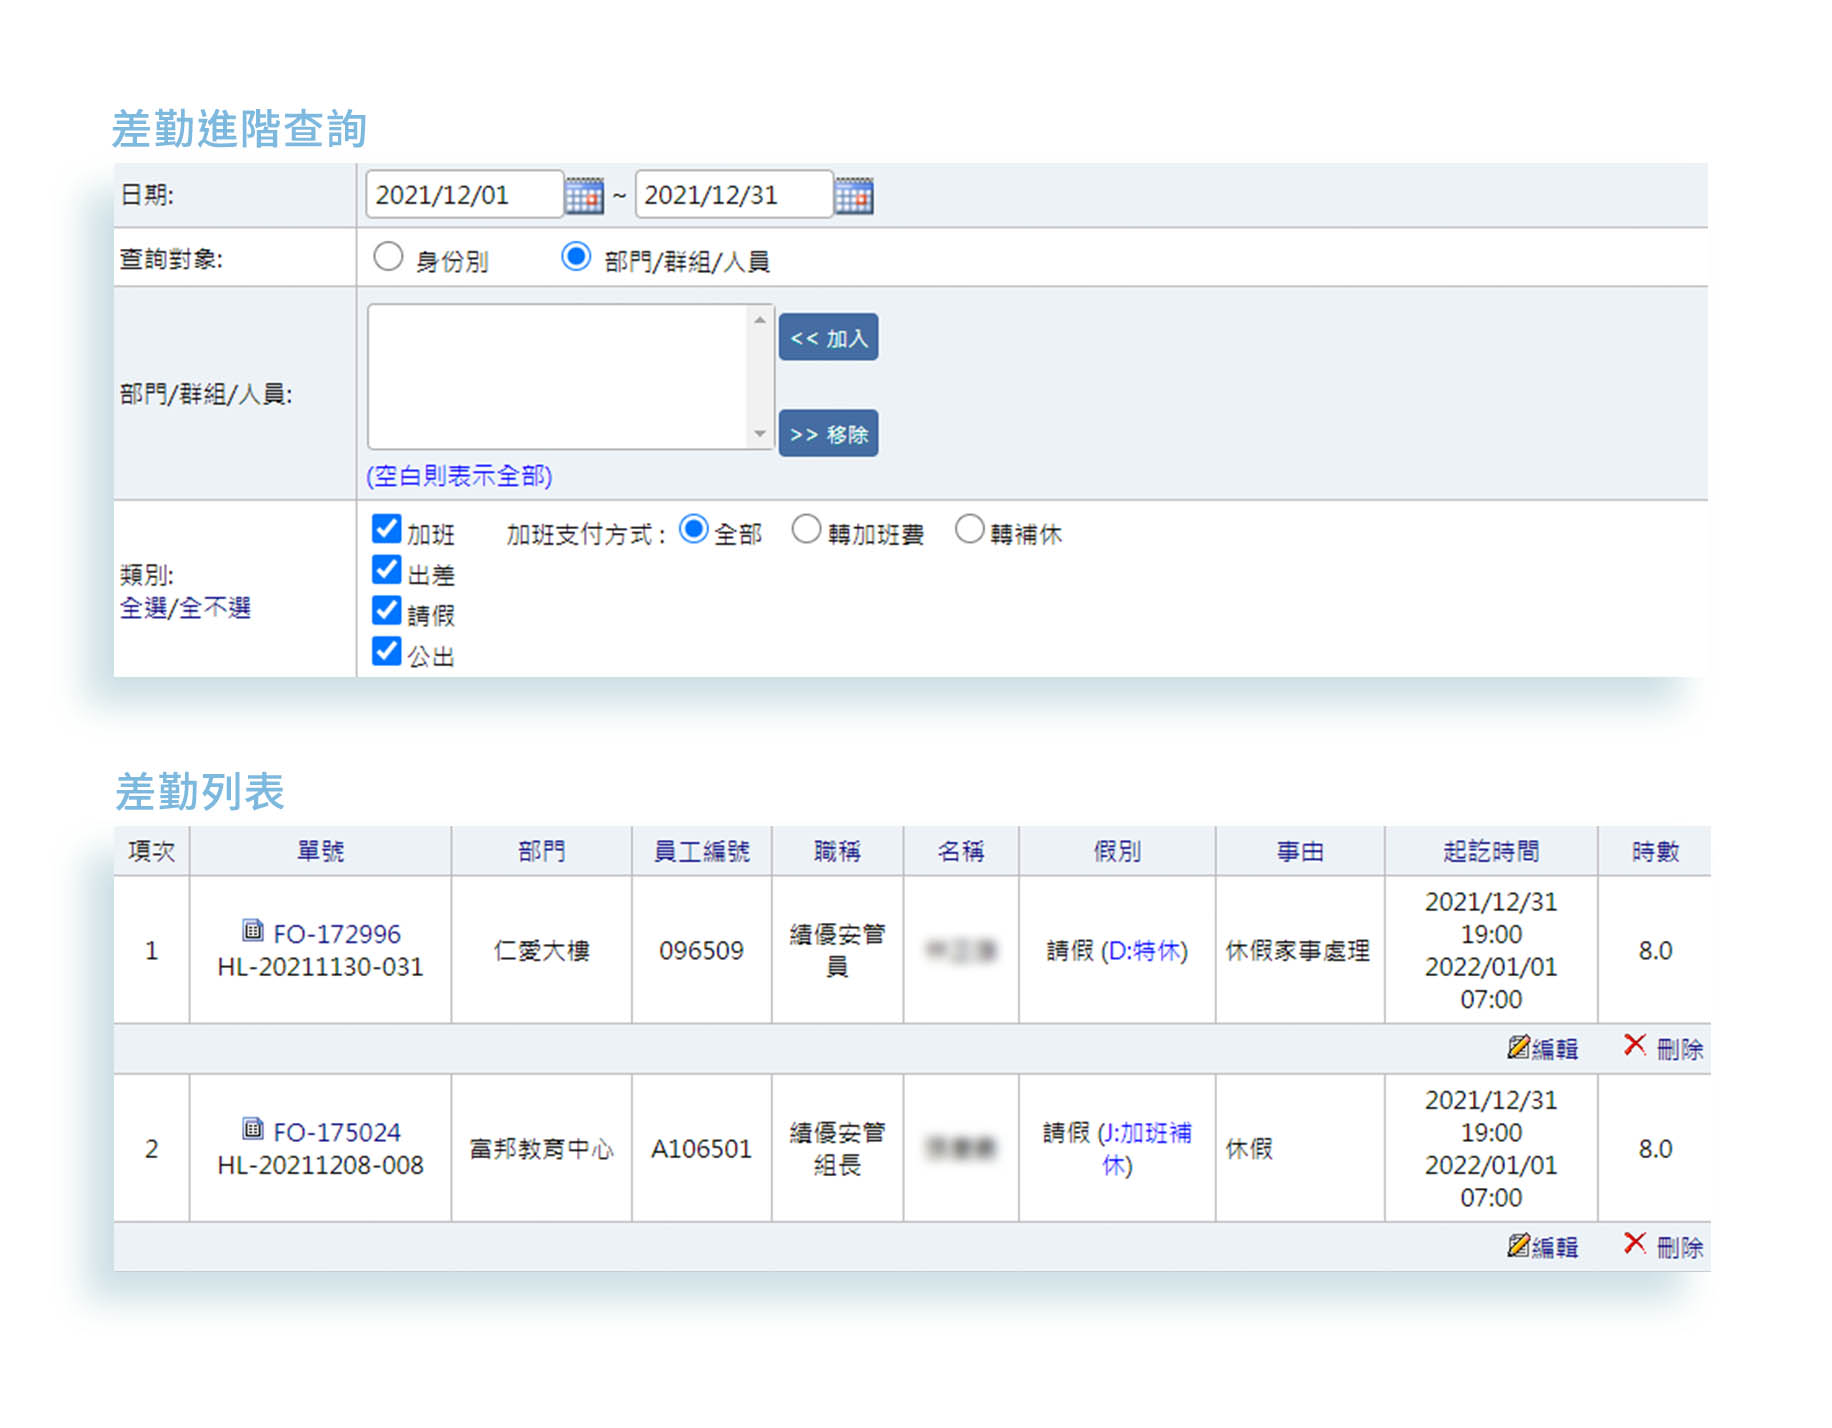 差勤進階查詢
日期: 2021/12/01 ~ 2021/12/31
查詢對象: 身份別 部門/群組/人員
<< 加入
部門/群組/人員:
>> 移除
(空白則表示全部)
加班 加班支付方式 : 全部 轉加班費 轉補休
出差
類別:
全選/全不選
請假
公出
差勤列表
項次 單號 部門 員工編號 職稱 名稱 假別 事由 起訖時間 時數
1 FO-172996 HL-20211130-031 仁愛大樓 096509 績優安管員 請假 (D:特休) 休假家事處理 2021/12/31 19:00 2022/01/01 07:00 8.0
編輯 刪除
2 FO-175024 HL-20211208-008 富邦教育中心 A106501 績優安管組長 請假 (J:加班補休) 休假 2021/12/31 19:00 2022/01/01 07:00 8.0
編輯 刪除